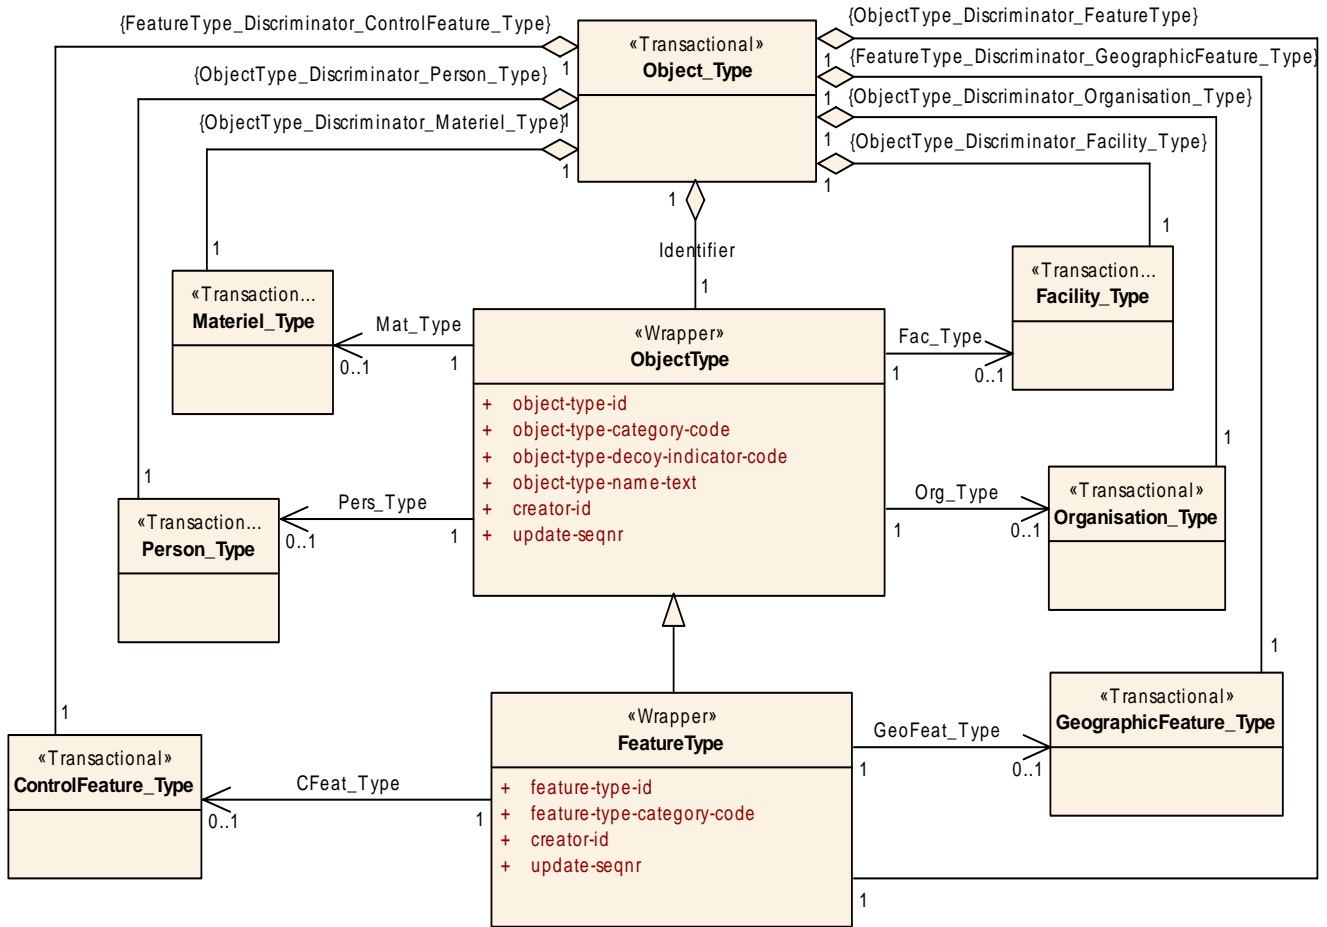 {FeatureType_Discriminator_ControlFeature_Type}
{ObjectType_Discriminator_FeatureType}
«Transactional»
Object_Type
1
1
{ObjectType_Discriminator_Person_Type}
{FeatureType_Discriminator_GeographicFeature_Type}
1
1
{ObjectType_Discriminator_Materiel_Type}
{ObjectType_Discriminator_Organisation_Type}
1
1
{ObjectType_Discriminator_Facility_Type}
1
Identifier
1
1
1
«Transaction...
Materiel_Type
«Transaction...
Facility_Type
Mat_Type
0..1
1
«Wrapper»
ObjectType
+ object-type-id
+ object-type-category-code
+ object-type-decoy-indicator-code
+ object-type-name-text
+ creator-id
+ update-seqnr
Fac_Type
1
0..1
1
1
«Transaction...
Person_Type
Pers_Type
0..1
1
Org_Type
1
0..1
«Transactional»
Organisation_Type
1
1
«Transactional»
ControlFeature_Type
CFeat_Type
0..1
1
«Wrapper»
FeatureType
+ feature-type-id
+ feature-type-category-code
+ creator-id
+ update-seqnr
GeoFeat_Type
1
0..1
«Transactional»
GeographicFeature_Type
1